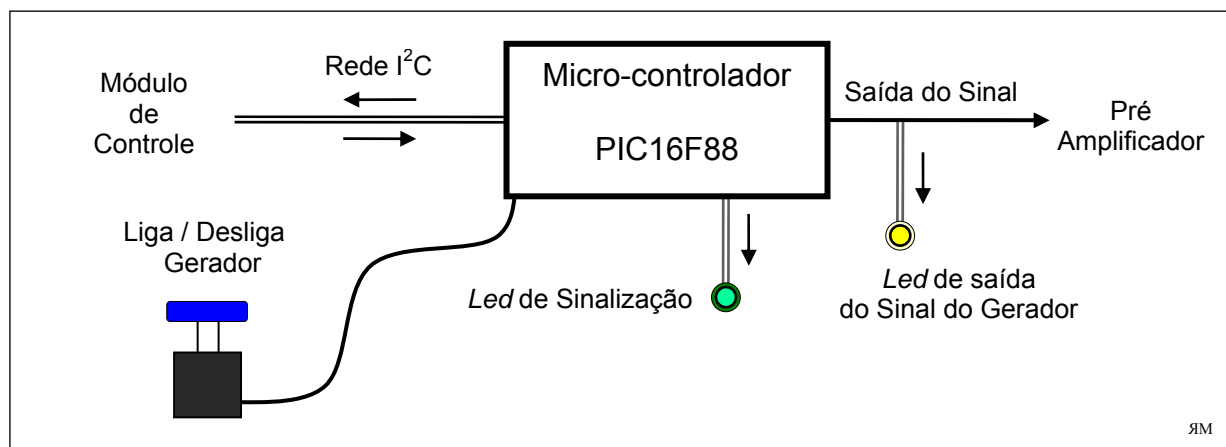 Módulo
de
Controle
Rede I²C
Micro-controlador
PIC16F88
Saída do Sinal
Pré
Amplificador
Liga / Desliga
Gerador
Led de Sinalização
Led de saída
do Sinal do Gerador
ЯM